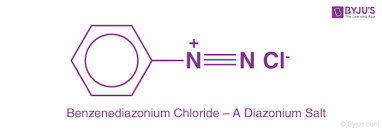 BYJU'S
The Learning App
+
N≡N Cl-
Benzenediazonium Chloride – A Diazonium Salt
© Byjus.com